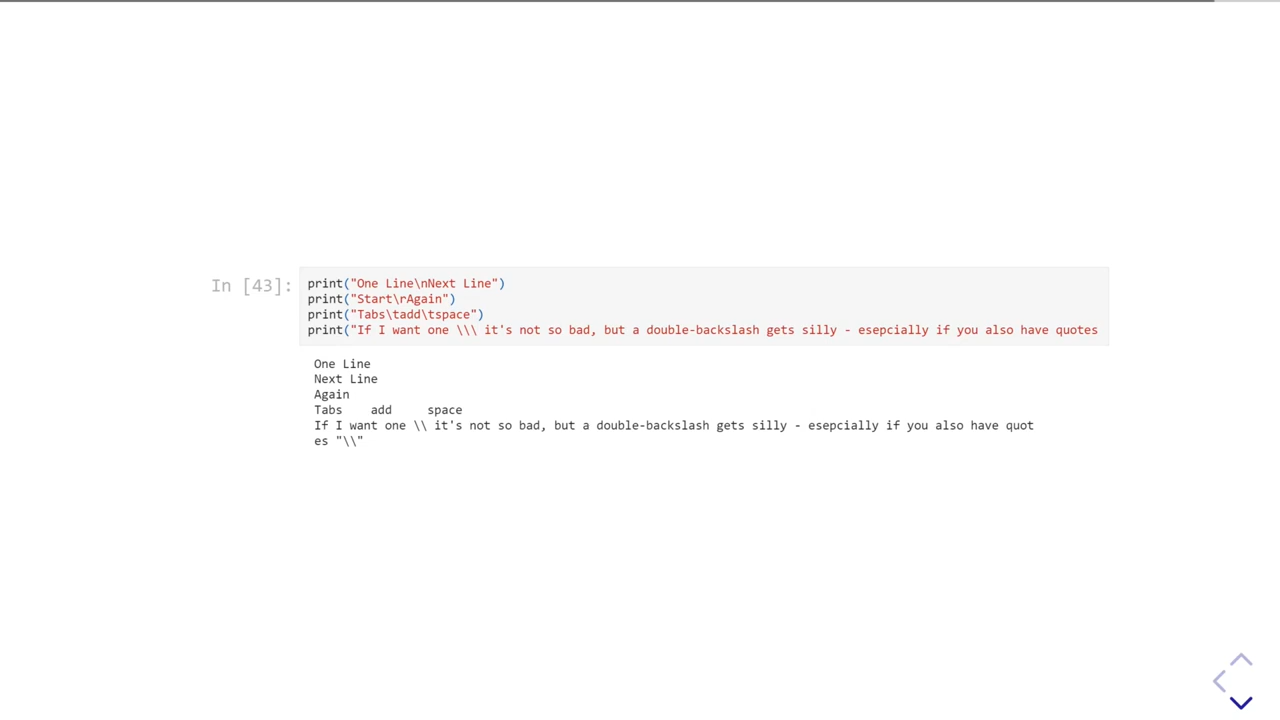 In [43]:
print("One Line\nNext Line")
print("Start\rAgain")
print("Tabs\tadd\tspace")
print("If I want one \\\ it's not so bad, but a double-backslash gets silly - esepcially if you also have quotes
One Line
Next Line
Again
Tabs    add     space
If I want one \\ it's not so bad, but a double-backslash gets silly - esepcially if you also have quot
es "\\"